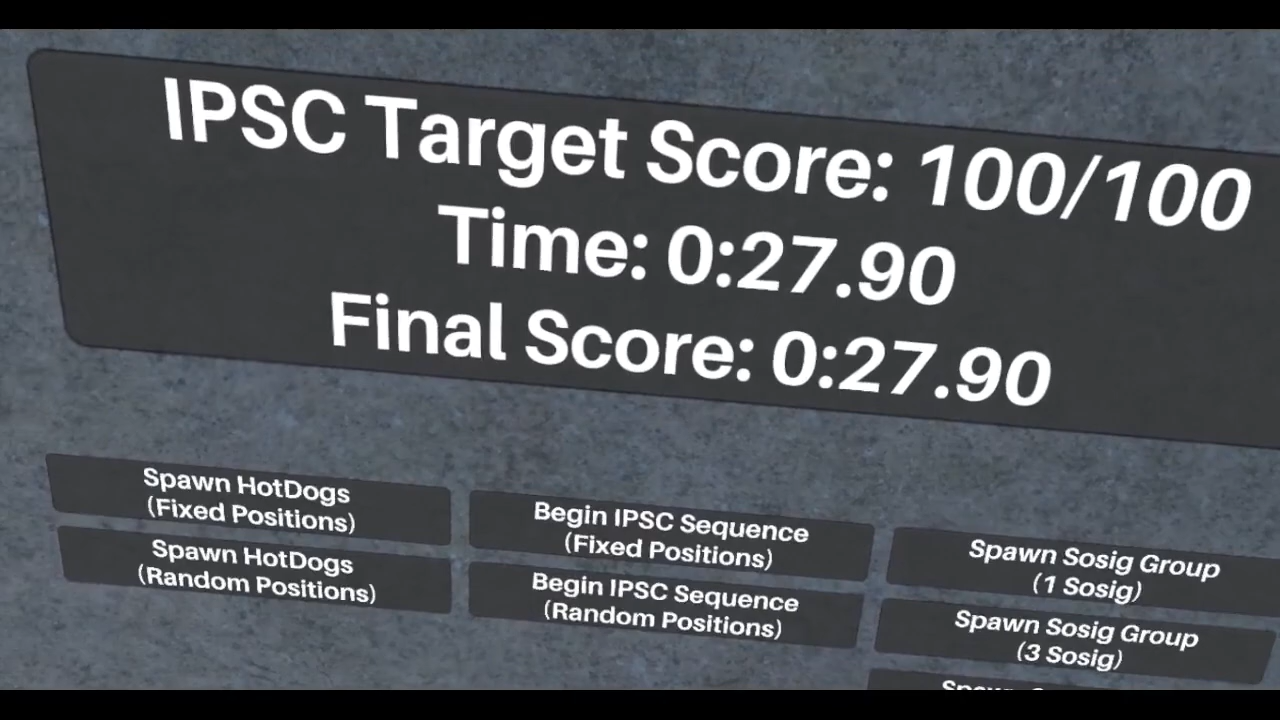 IPSC Target Score: 100/100
Time: 0:27.90
Final Score: 0:27.90
Spawn HotDogs
(Fixed Positions)
Spawn HotDogs
(Random Positions)
Begin IPSC Sequence
(Fixed Positions)
Begin IPSC Sequence
(Random Positions)
Spawn Sosig Group
(1 Sosig)
Spawn Sosig Group
(3 Sosig)